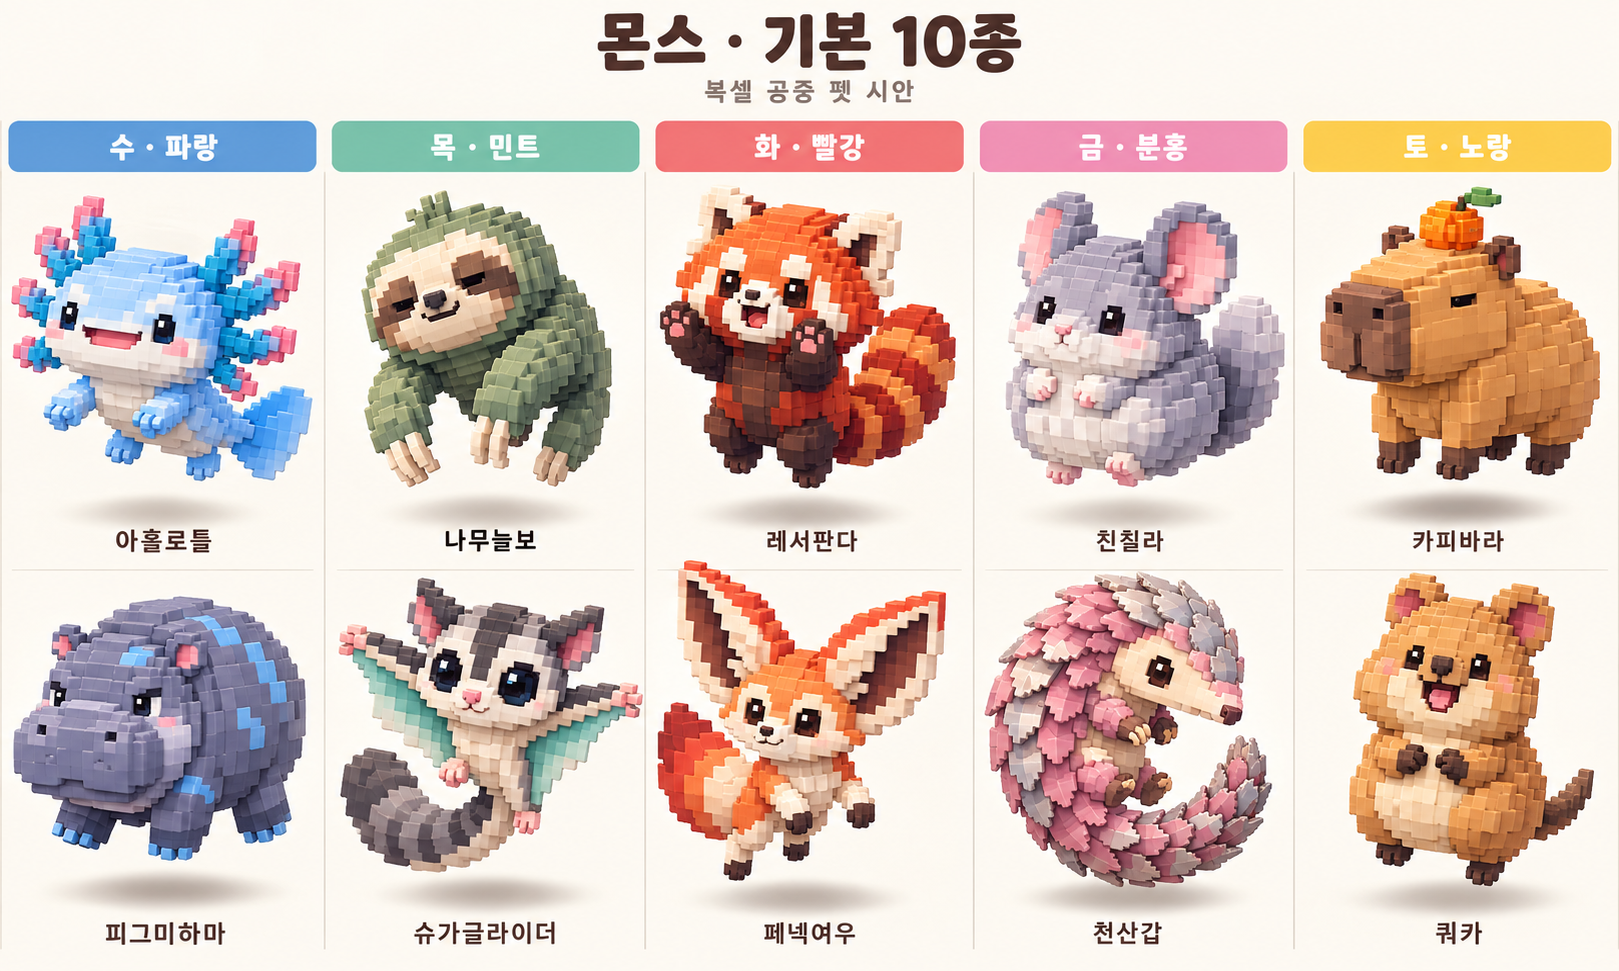 몬스 · 기본 10종
복셀 공중 펫 시안
수 · 파랑
목 · 민트
화 · 빨강
금 · 분홍
토 · 노랑
아홀로틀
나무늘보
레서판다
친칠라
카피바라
피그미하마
슈가글라이더
페넥여우
천산갑
쿼카